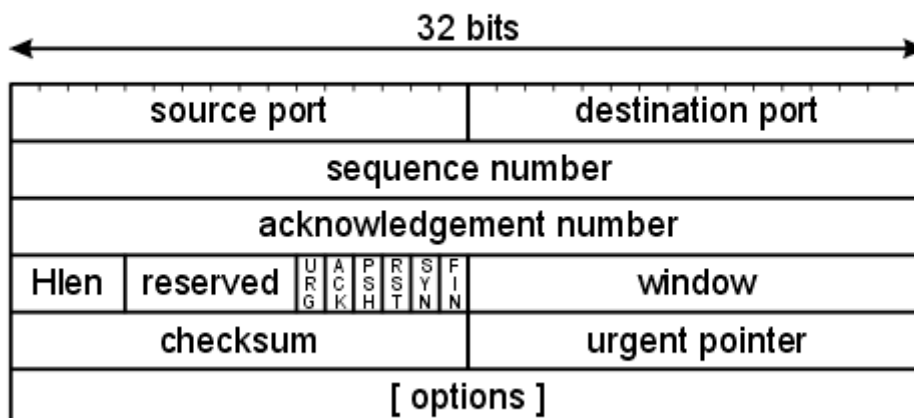 32 bits
source port destination port
sequence number
acknowledgement number
Hlen reserved URG ACK PSH RST SYN FIN window
checksum urgent pointer
[ options ]